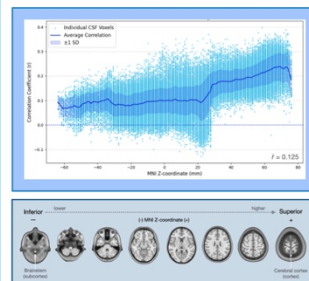 Individual CSF Voxels
Average Correlation
±1 SD
0.4
0.3
0.2
0.1
0.0
−0.1
Correlation Coefficient (r)
−60
−40
−20
0
20
40
60
80
MNI Z-coordinate (mm)
r̄ = 0.125
Inferior
lower
(-) MNI Z-coordinate (+)
higher
Superior
−
+
Brainstem
(subcortex)
Cerebral cortex
(cortex)